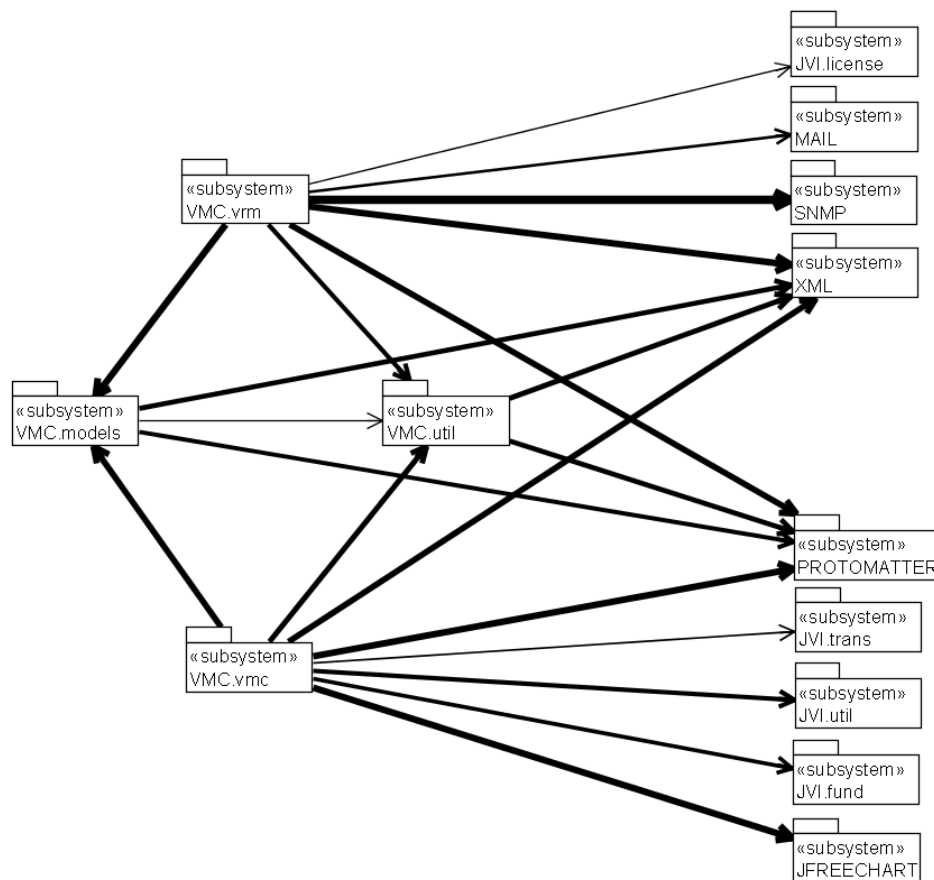 «subsystem»
JVI.license
«subsystem»
MAIL
«subsystem»
VMC.vrm
«subsystem»
SNMP
«subsystem»
XML
«subsystem»
VMC.models
«subsystem»
VMC.util
«subsystem»
PROTOMATTER
«subsystem»
JVI.trans
«subsystem»
VMC.vmc
«subsystem»
JVI.util
«subsystem»
JVI.fund
«subsystem»
JFREECHART